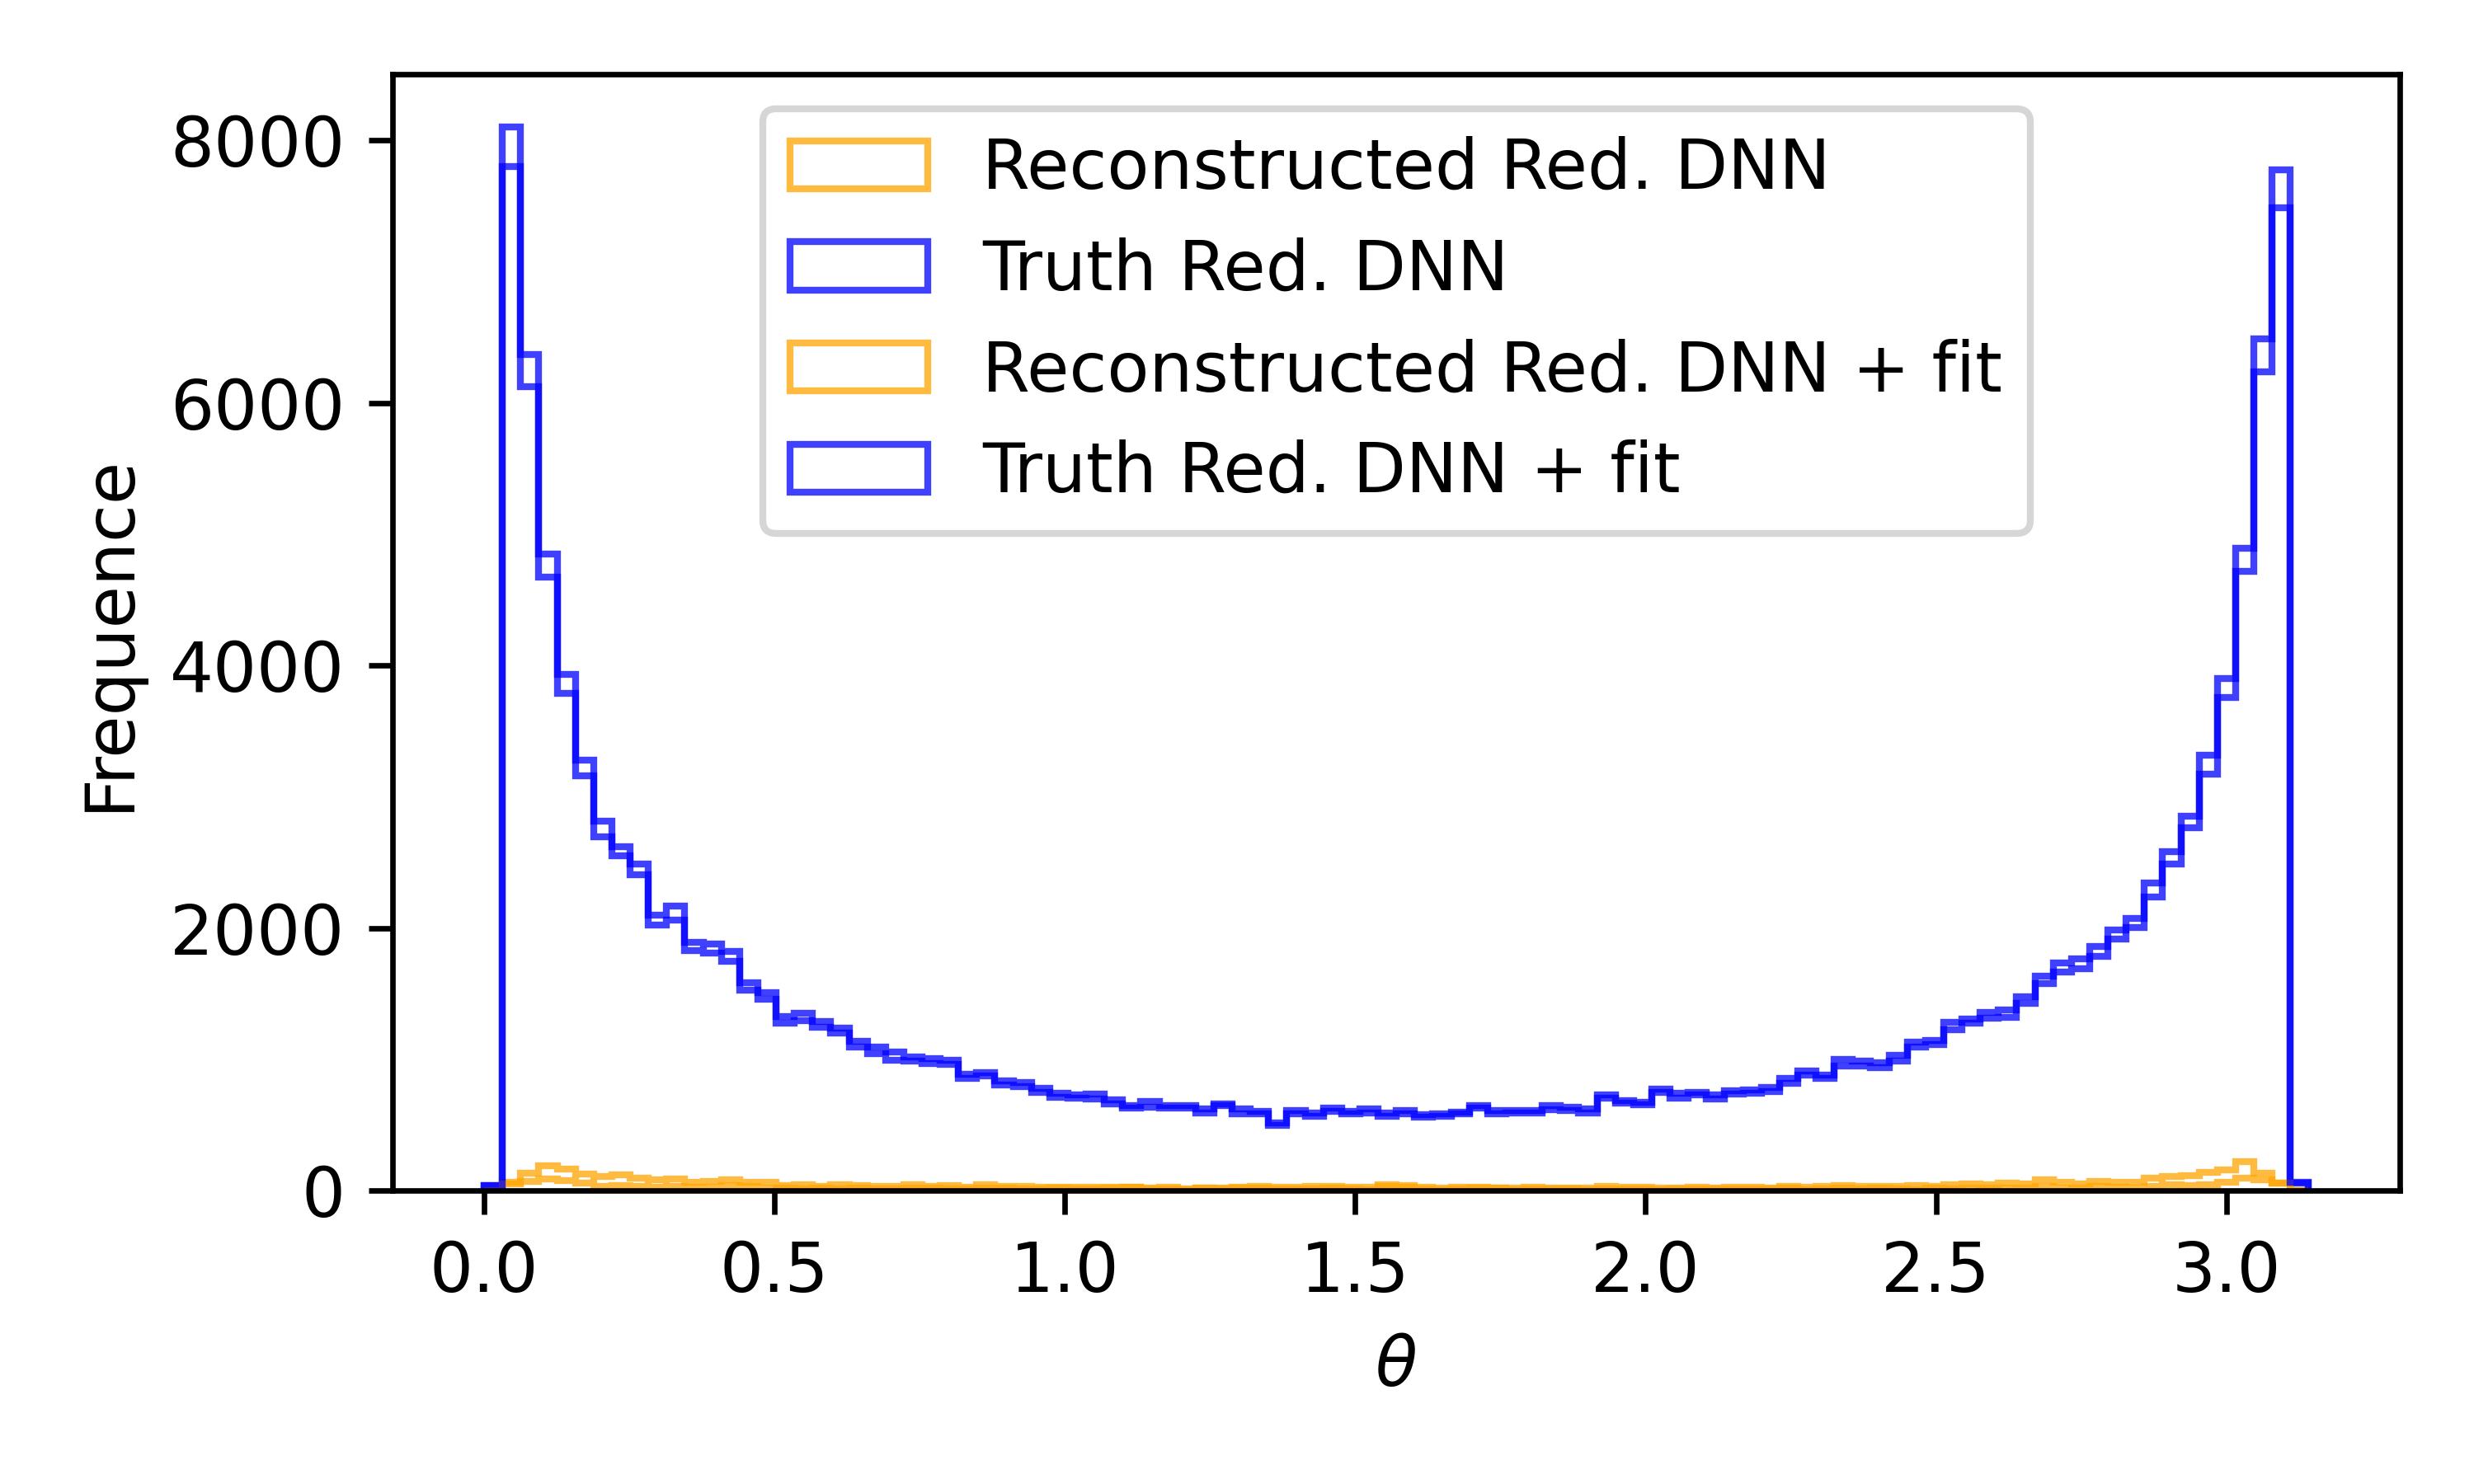 8000
6000
4000
2000
0
Frequence
Reconstructed Red. DNN
Truth Red. DNN
Reconstructed Red. DNN + fit
Truth Red. DNN + fit
0.0 0.5 1.0 1.5 2.0 2.5 3.0
θ